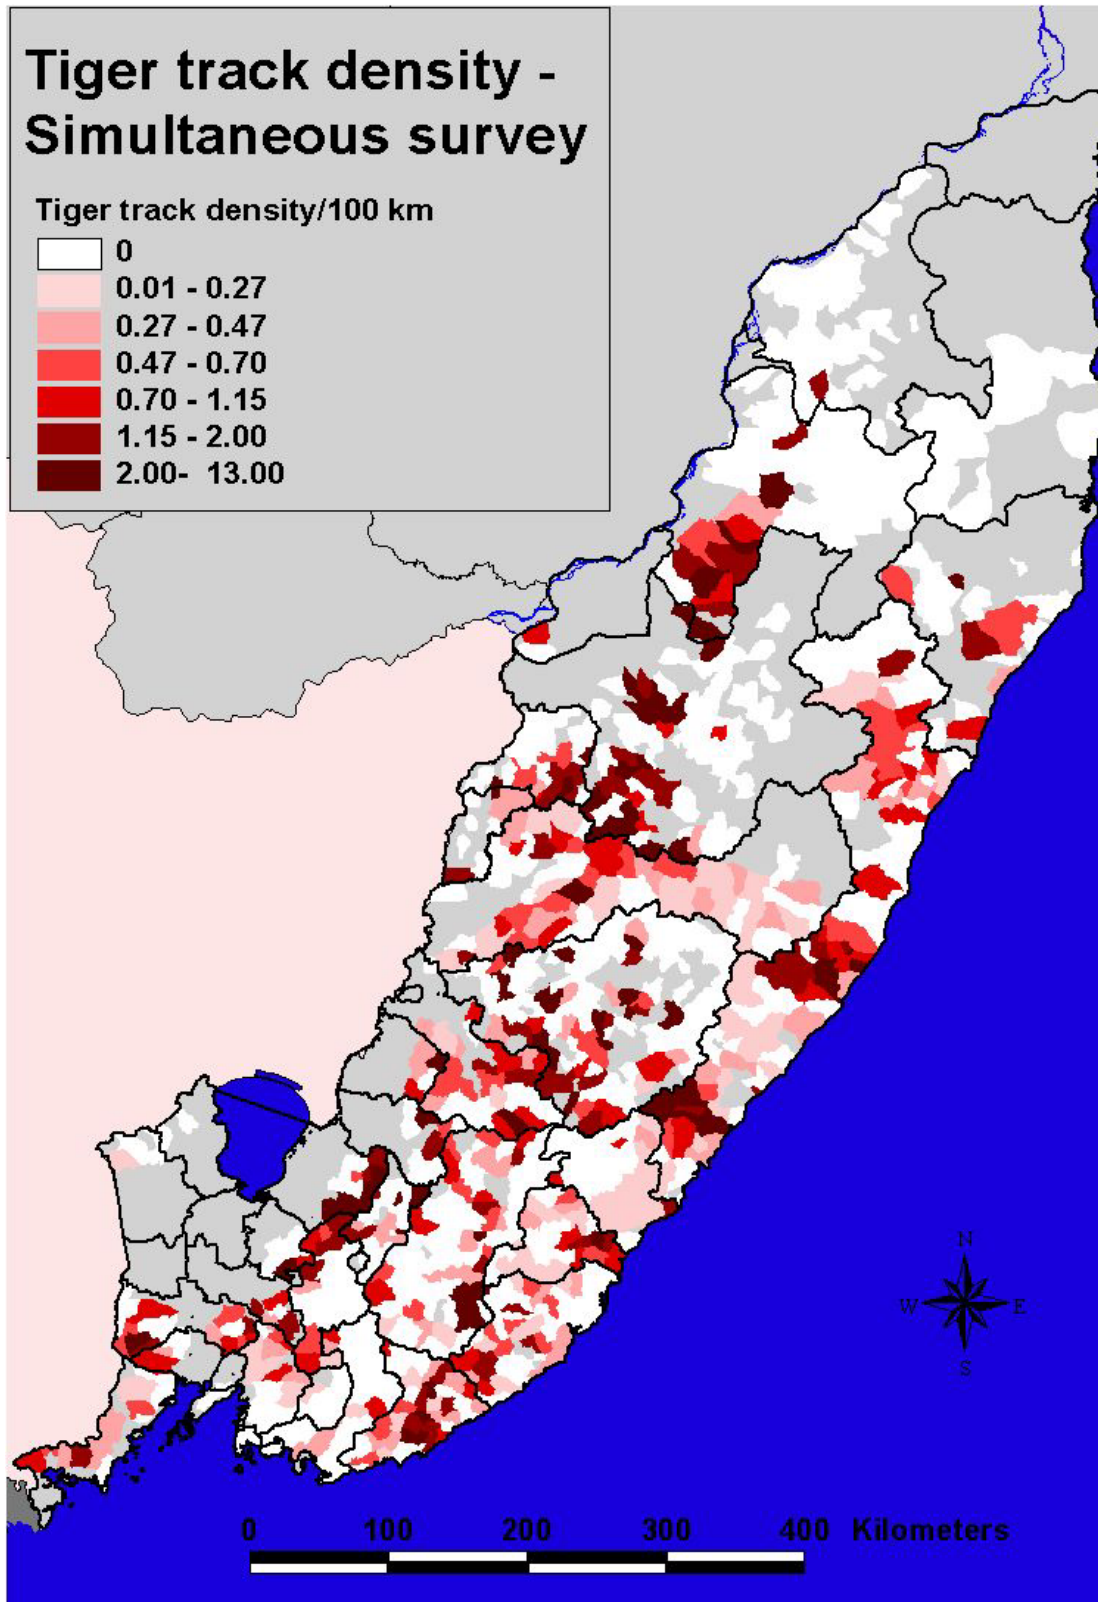 Tiger track density -
Simultaneous survey
Tiger track density/100 km
0
0.01 - 0.27
0.27 - 0.47
0.47 - 0.70
0.70 - 1.15
1.15 - 2.00
2.00- 13.00
N
W E
S
0 100 200 300 400 Kilometers